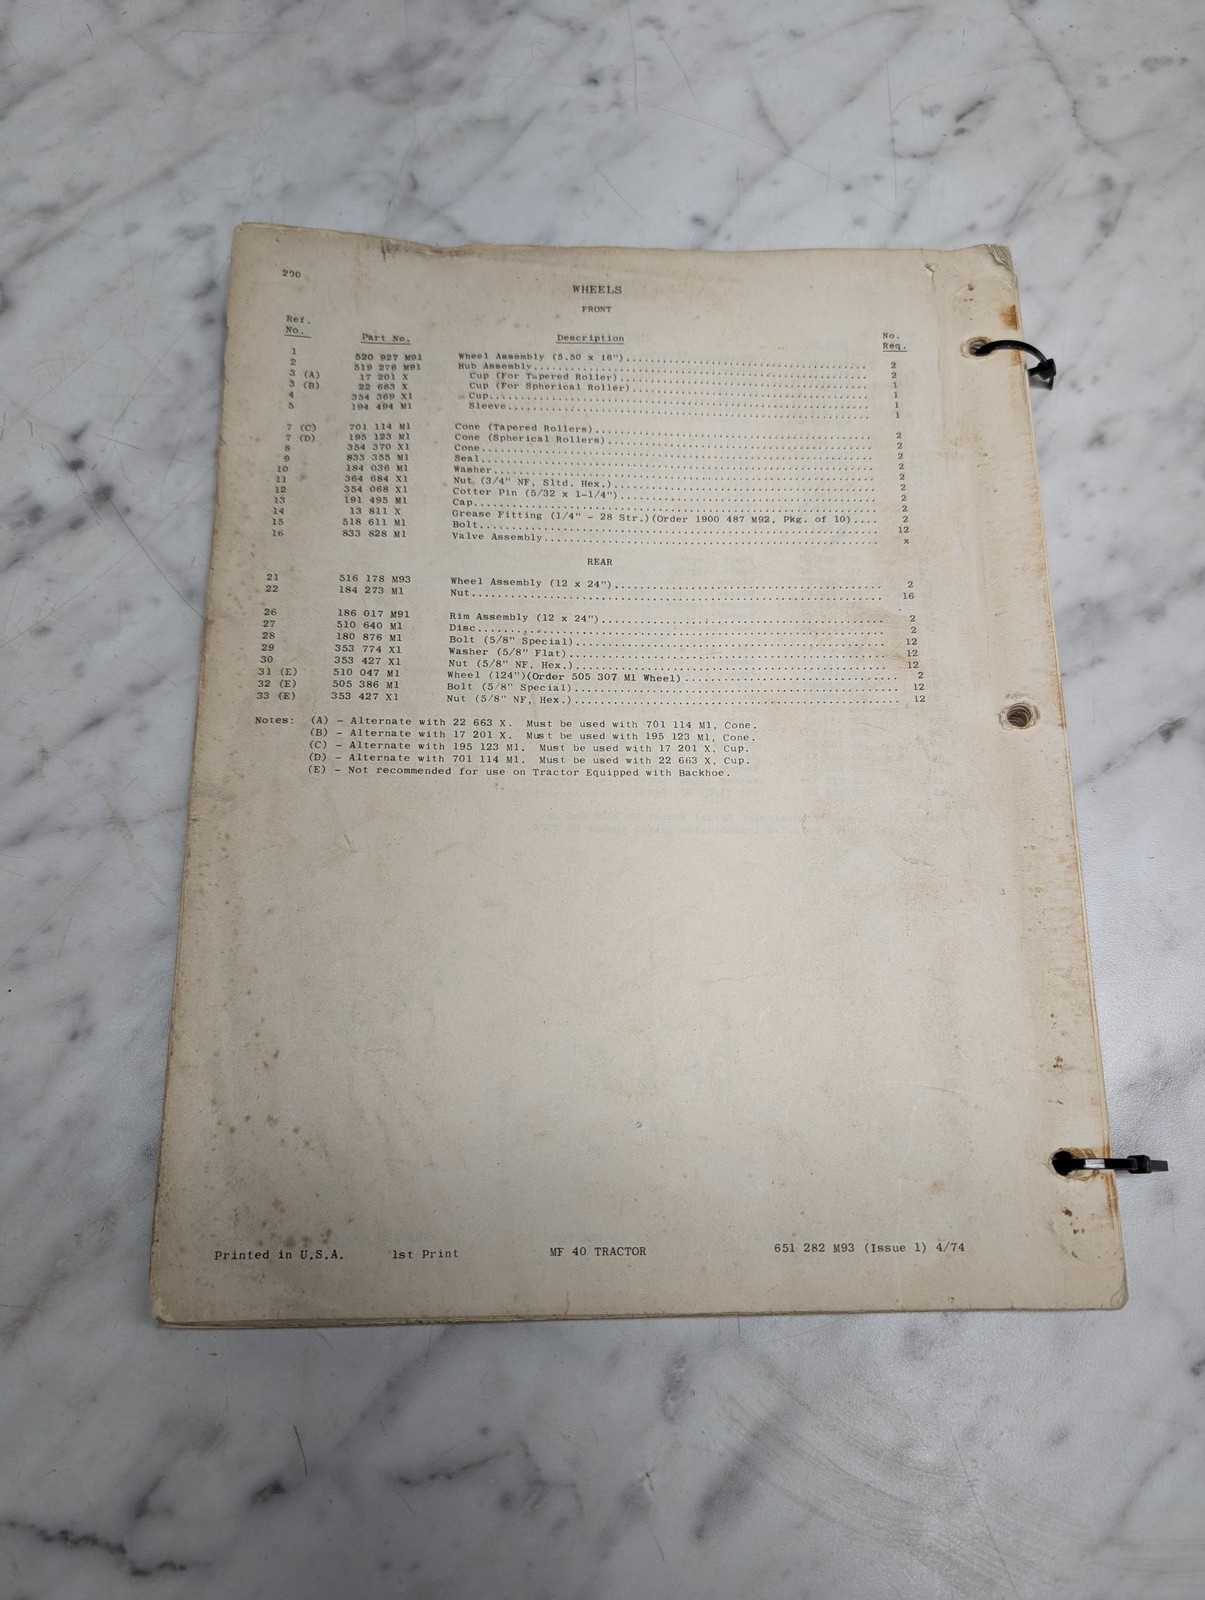 200
WHEELS
FRONT
Ref. No. Part No. Description No. Req.
1 520 927 M91 Wheel Assembly (5.50 x 16") 2
2 519 276 M91 Hub Assembly 2
3 (A) 17 201 X Cup (For Tapered Roller) 1
3 (B) 22 663 X Cup (For Spherical Roller) 1
4 354 369 X1 Cup 1
5 194 494 M1 Sleeve 1
7 (C) 701 114 M1 Cone (Tapered Rollers) 2
7 (D) 195 123 M1 Cone (Spherical Rollers) 2
8 354 370 X1 Cone 2
9 833 355 M1 Seal 2
10 184 036 M1 Washer 2
11 364 684 X1 Nut (3/4" NF, Sltd. Hex.) 2
12 354 068 X1 Cotter Pin (5/32 x 1-1/4") 2
13 191 495 M1 Cap 2
14 13 811 X Grease Fitting (1/4" - 28 Str.)(Order 1900 487 M92, Pkg. of 10).... 2
15 518 611 M1 Bolt 12
16 833 828 M1 Valve Assembly x
REAR
21 516 178 M93 Wheel Assembly (12 x 24") 2
22 184 273 M1 Nut 16
26 186 017 M91 Rim Assembly (12 x 24") 2
27 510 640 M1 Disc 2
28 180 876 M1 Bolt (5/8" Special) 12
29 353 774 X1 Washer (5/8" Flat) 12
30 353 427 X1 Nut (5/8" NF. Hex.) 12
31 (E) 510 047 M1 Wheel (124")(Order 505 307 M1 Wheel) 2
32 (E) 505 386 M1 Bolt (5/8" Special) 12
33 (E) 353 427 X1 Nut (5/8" NF, Hex.) 12
Notes: (A) - Alternate with 22 663 X. Must be used with 701 114 M1, Cone.
(B) - Alternate with 17 201 X. Must be used with 195 123 M1, Cone.
(C) - Alternate with 195 123 M1. Must be used with 17 201 X, Cup.
(D) - Alternate with 701 114 M1. Must be used with 22 663 X, Cup.
(E) - Not recommended for use on Tractor Equipped with Backhoe.
Printed in U.S.A. 1st Print MF 40 TRACTOR 651 282 M93 (Issue 1) 4/74